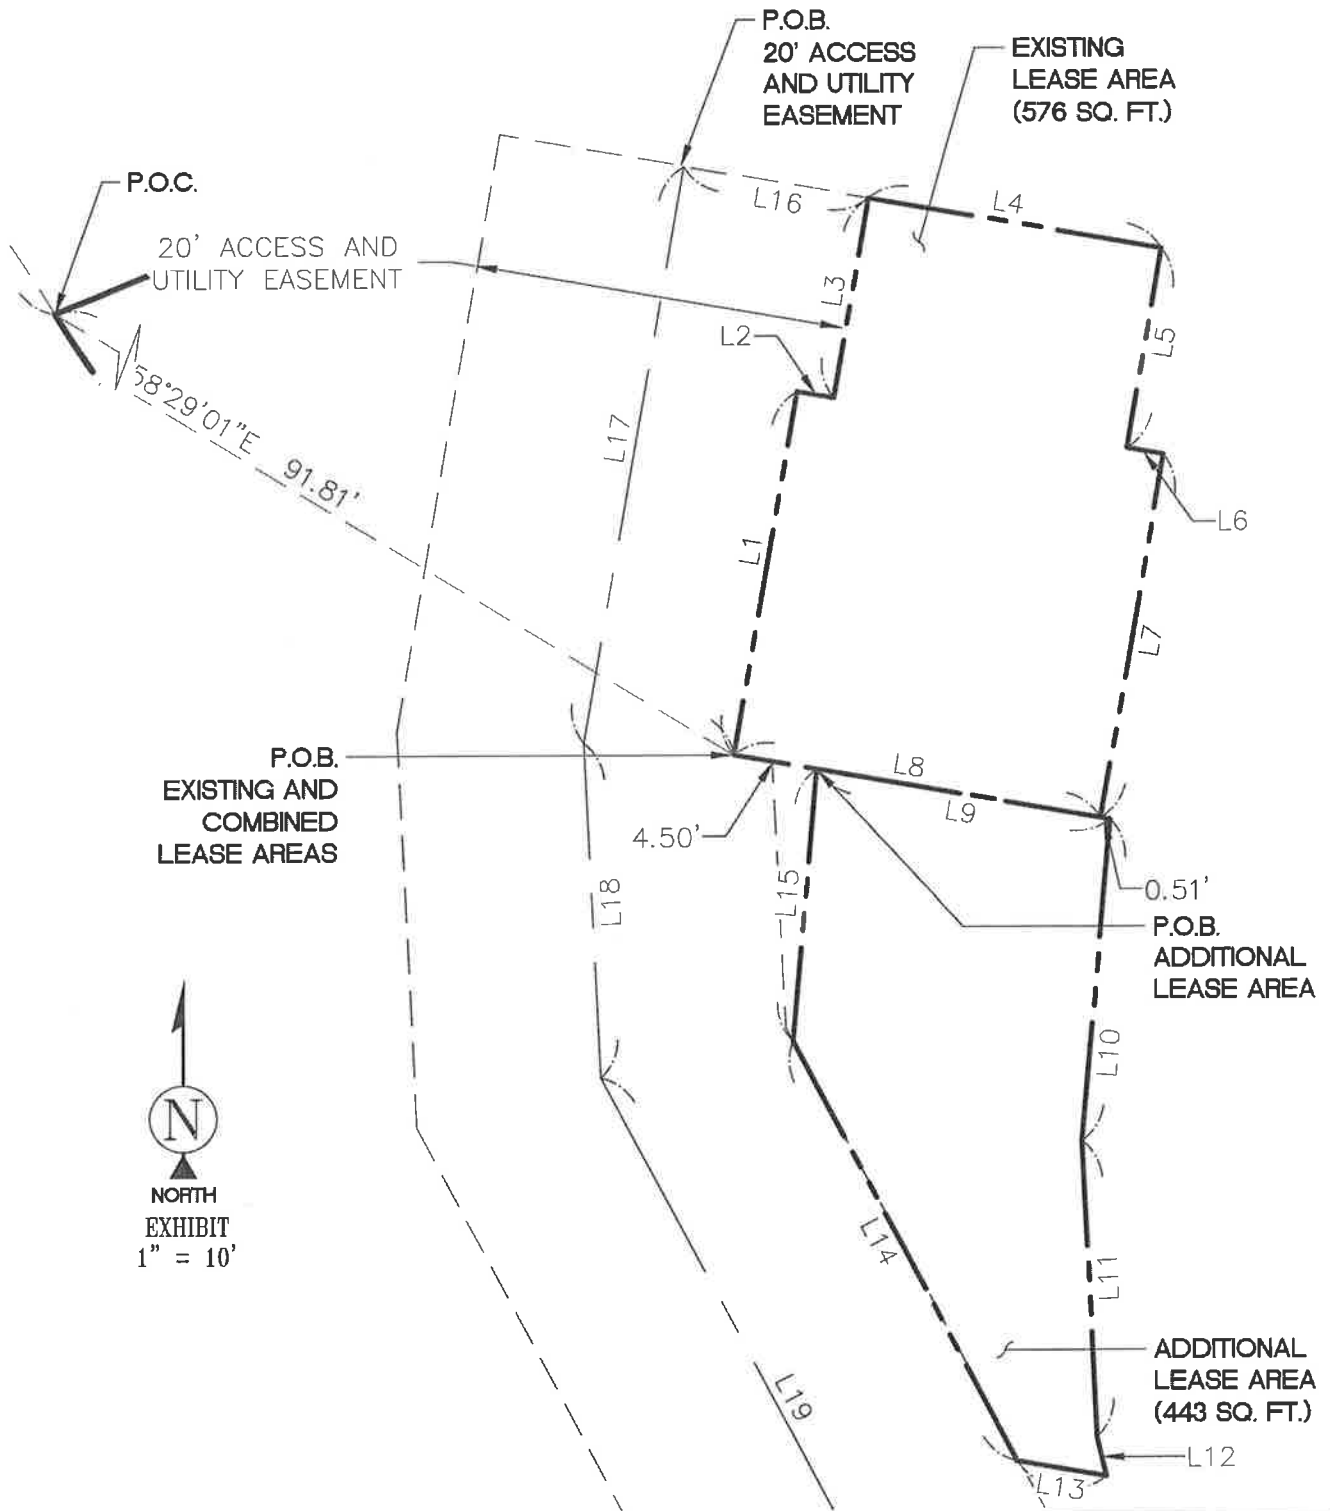 P.O.B.
20' ACCESS
AND UTILITY
EASEMENT
EXISTING
LEASE AREA
(576 SQ. FT.)
P.O.C.
20' ACCESS AND
UTILITY EASEMENT
L16
L4
L3
L5
L2
58°29'01"E 91.81'
L17
L1
L6
L7
P.O.B.
EXISTING AND
COMBINED
LEASE AREAS
L8
L9
4.50'
L15
L18
0.51'
P.O.B.
ADDITIONAL
LEASE AREA
L10
N
NORTH
EXHIBIT
1" = 10'
L14
L11
ADDITIONAL
LEASE AREA
(443 SQ. FT.)
L19
L12
L13